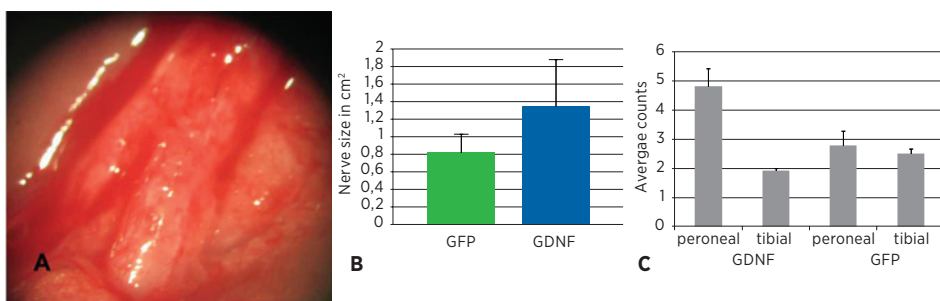 A
Nerve size in cm²
2
1,8
1,6
1,4
1,2
1
0,8
0,6
0,4
0,2
0
GFP GDNF
B
Avergae counts
6
5
4
3
2
1
0
peroneal tibial peroneal tibial
GDNF GFP
C